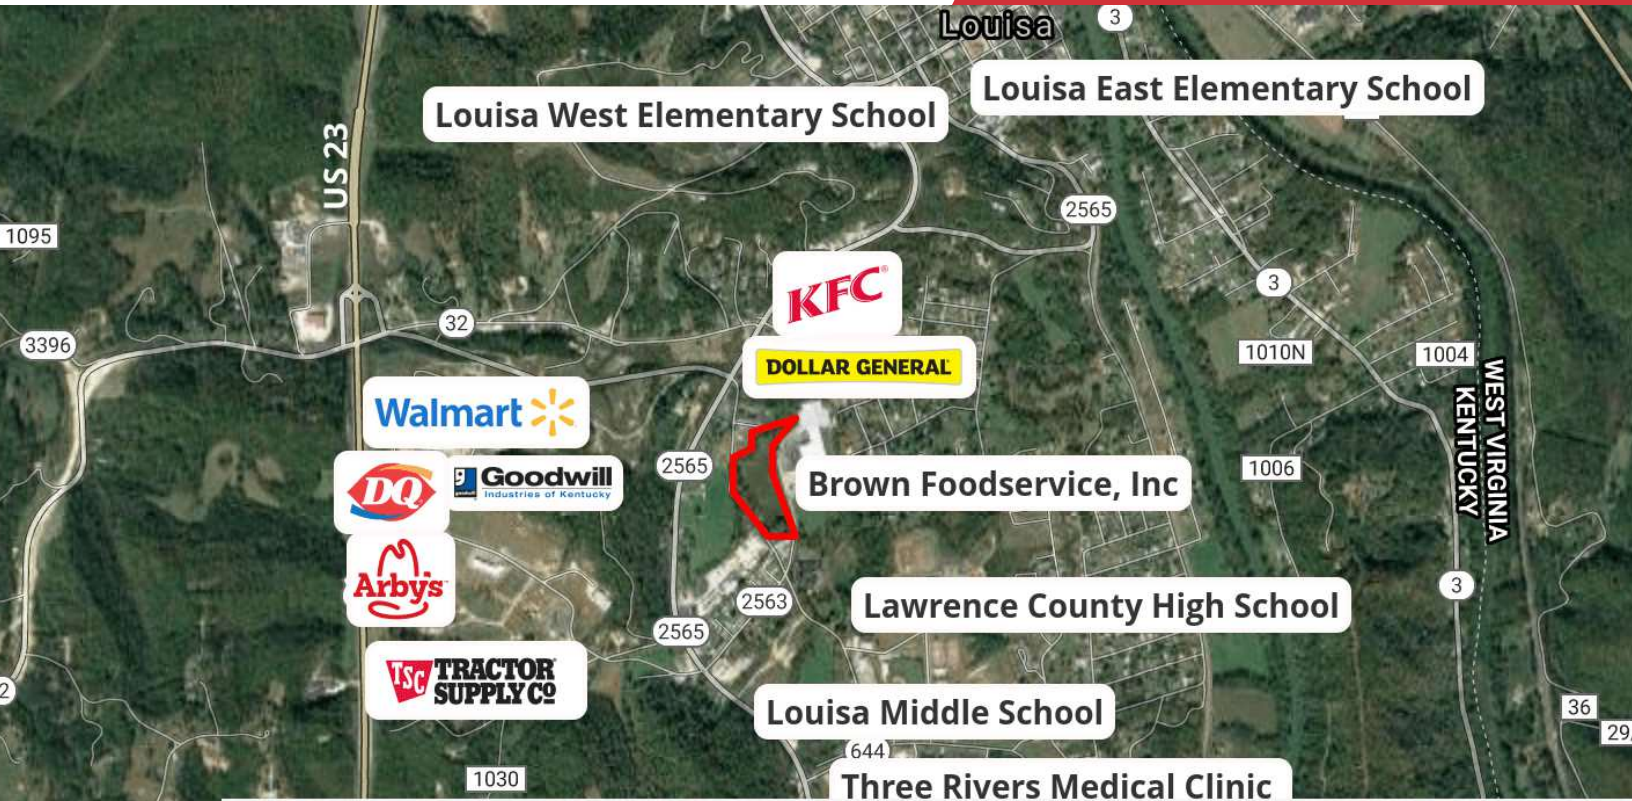 Louisa
3
Louisa East Elementary School
Louisa West Elementary School
US 23
2565
1095
KFC
3
32
3396
1010N
1004
DOLLAR GENERAL
Walmart
WEST VIRGINIA
KENTUCKY
2565
1006
DQ
Goodwill
Industries of Kentucky
Brown Foodservice, Inc
Arby's
3
2563
Lawrence County High School
2565
TSC TRACTOR
SUPPLY CO
2
36
Louisa Middle School
29
644
1030
Three Rivers Medical Clinic